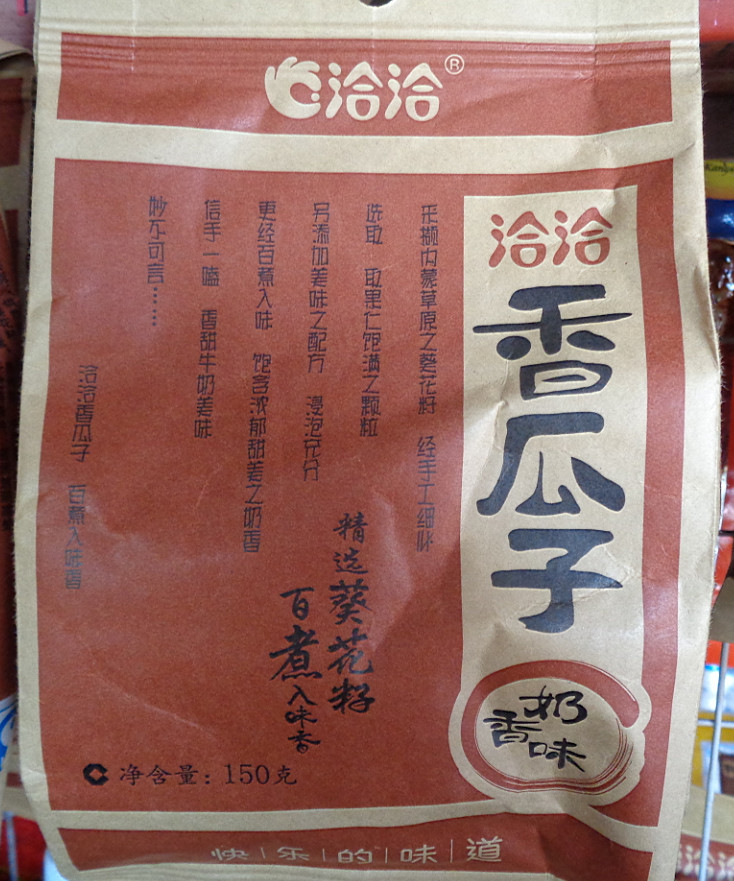 洽洽®
洽洽
香瓜子
奶
香味
采撷内蒙草原之葵花籽 经手工细心
选取 取果仁饱满之颗粒
另添加美味之配方 浸泡充分
更经百煮入味 饱含浓郁甜美之奶香
信手一嗑 香甜牛奶美味
妙不可言……
洽洽香瓜子 百煮入味香
精选葵花籽
百煮入味香
净含量：150克
快|乐|的|味|道
洽洽